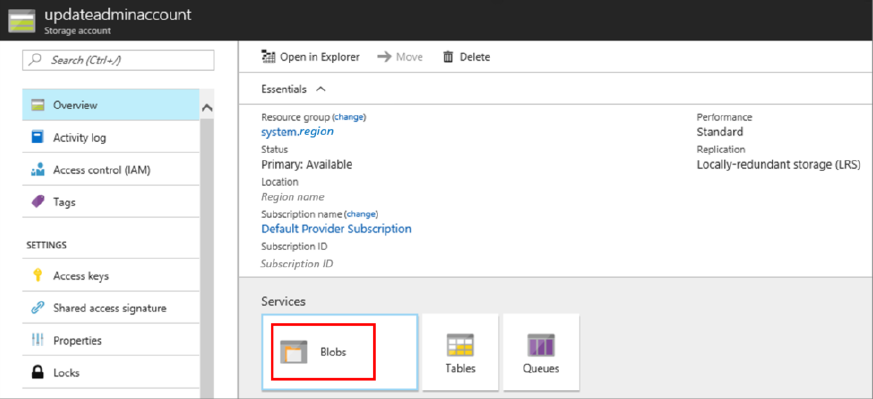 updateadminaccount
Storage account
Search (Ctrl+/)
Overview
Activity log
Access control (IAM)
Tags
SETTINGS
Access keys
Shared access signature
Properties
Locks
Open in Explorer
Move
Delete
Essentials
Resource group (change)
system.region
Status
Primary: Available
Location
Region name
Subscription name (change)
Default Provider Subscription
Subscription ID
Subscription ID
Performance
Standard
Replication
Locally-redundant storage (LRS)
Services
Blobs
Tables
Queues